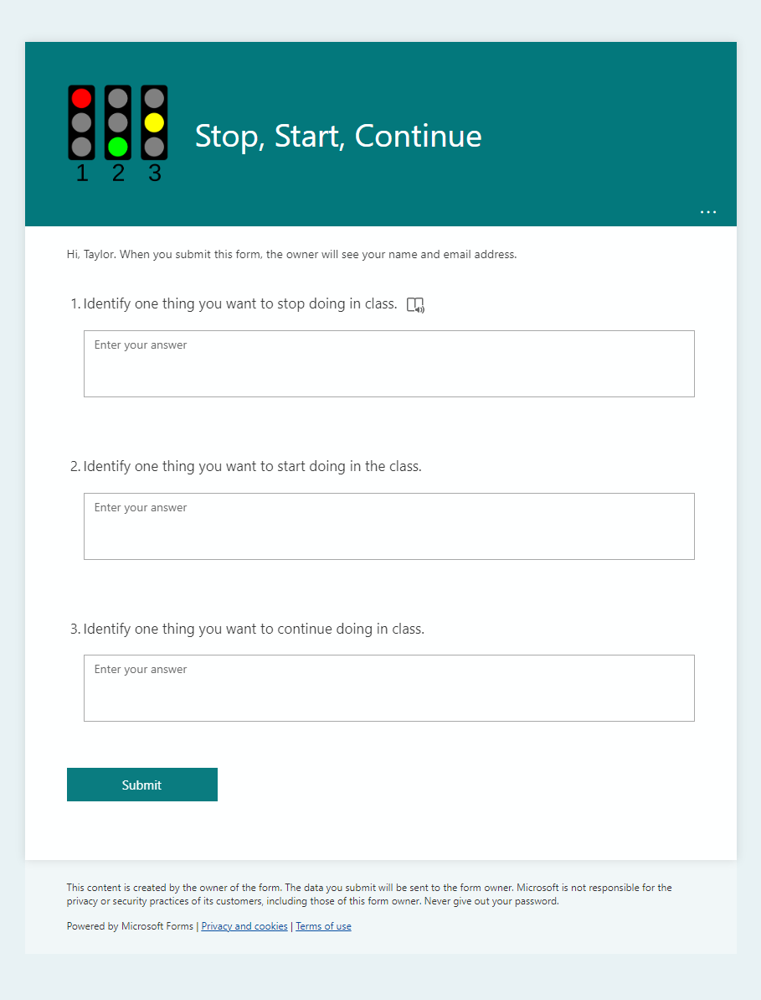 1 2 3
Stop, Start, Continue
...
Hi, Taylor. When you submit this form, the owner will see your name and email address.
1. Identify one thing you want to stop doing in class.
Enter your answer
2. Identify one thing you want to start doing in the class.
Enter your answer
3. Identify one thing you want to continue doing in class.
Enter your answer
Submit
This content is created by the owner of the form. The data you submit will be sent to the form owner. Microsoft is not responsible for the
privacy or security practices of its customers, including those of this form owner. Never give out your password.
Powered by Microsoft Forms | Privacy and cookies | Terms of use